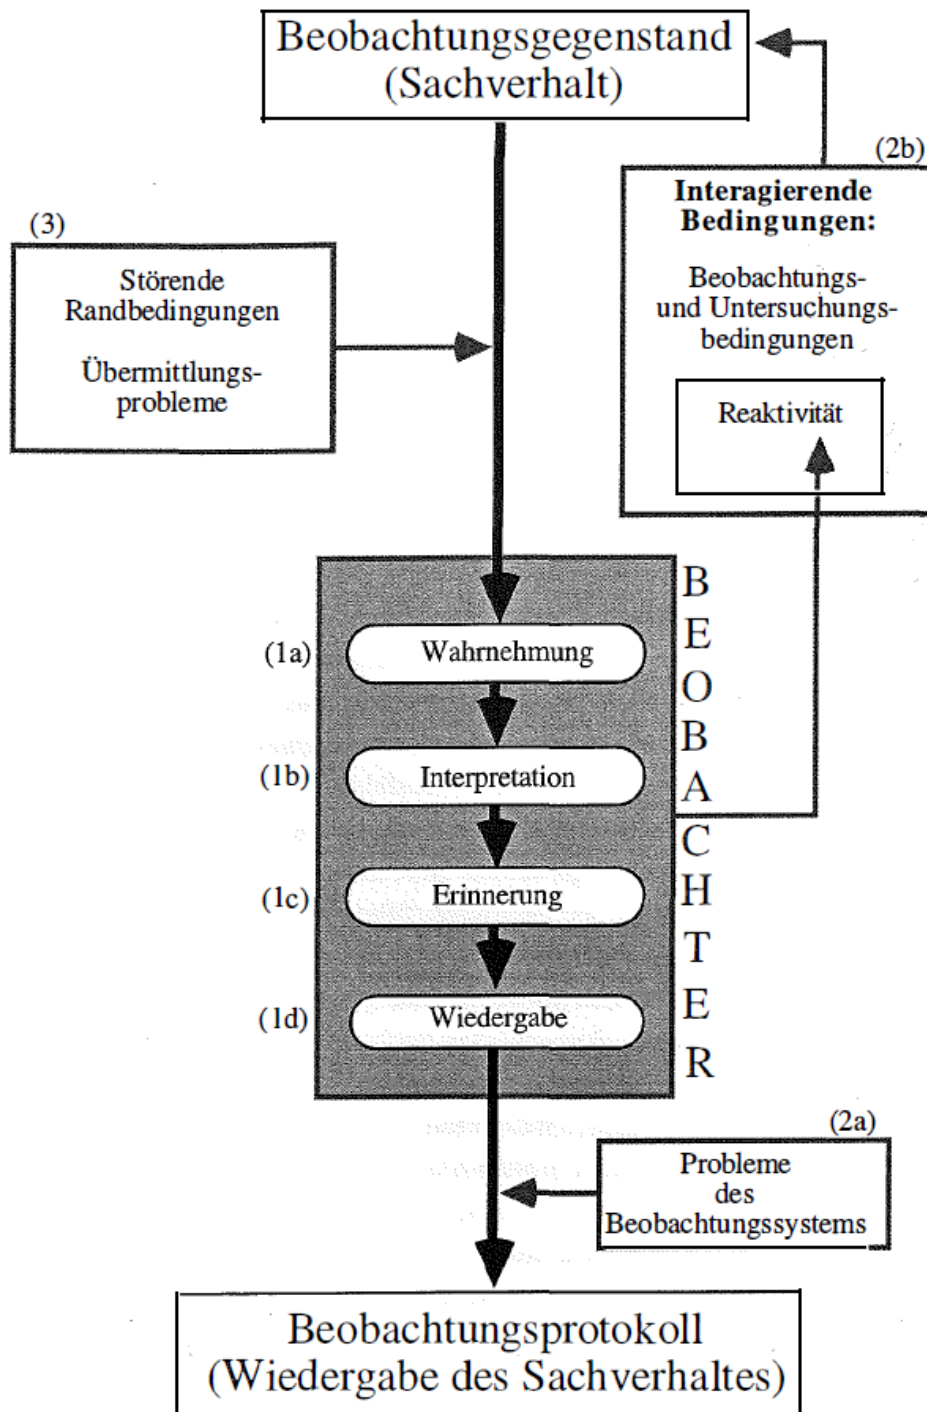 Beobachtungsgegenstand
(Sachverhalt)
(2b)
Interagierende
Bedingungen:
Beobachtungs-
und Untersuchungs-
bedingungen
Reaktivität
(3)
Störende
Randbedingungen
Übermittlungs-
probleme
BEOBACHTER
(1a) Wahrnehmung
(1b) Interpretation
(1c) Erinnerung
(1d) Wiedergabe
(2a)
Probleme
des
Beobachtungssystems
Beobachtungsprotokoll
(Wiedergabe des Sachverhaltes)